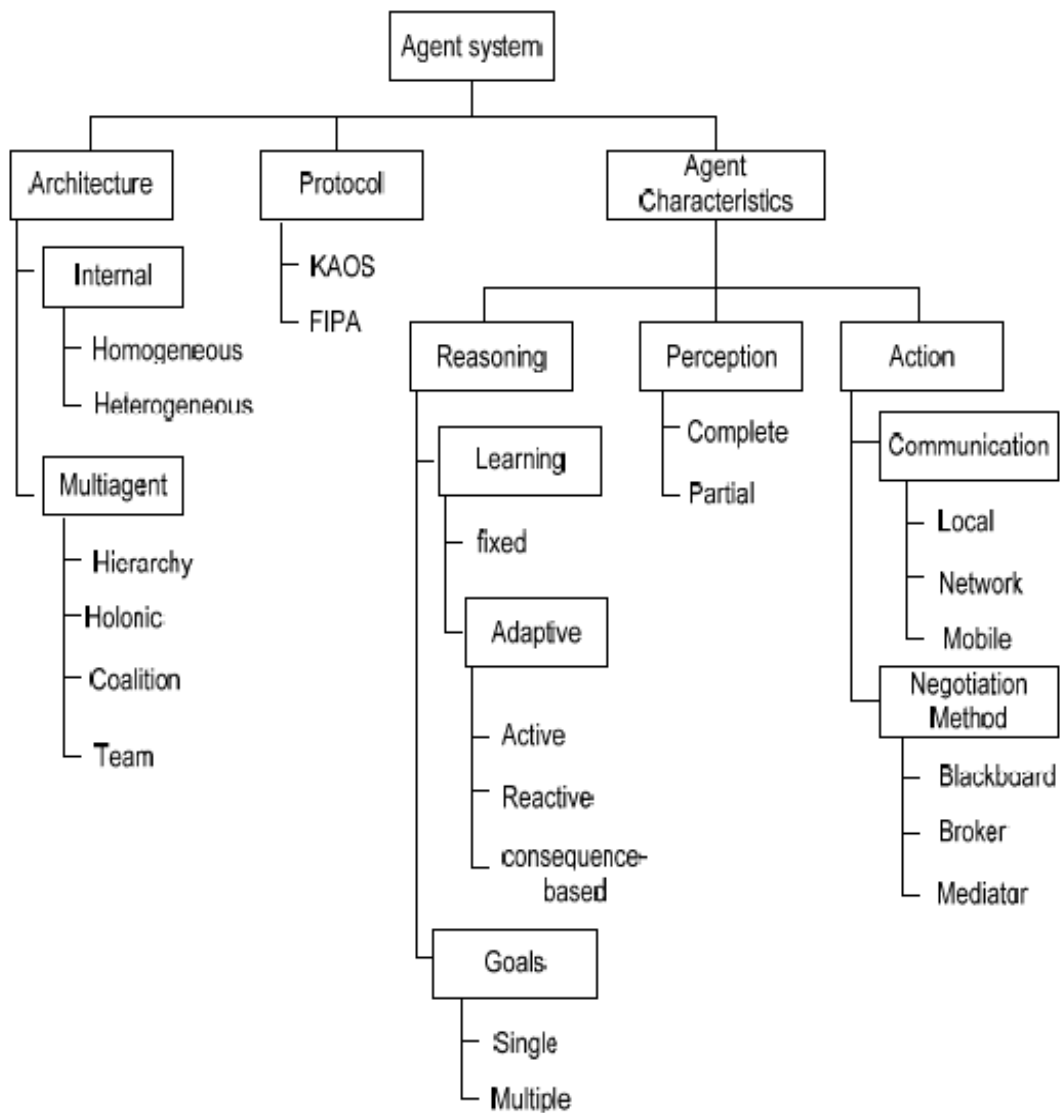 Agent system
Architecture
Protocol
Agent
Characteristics
Internal
Homogeneous
Heterogeneous
Multiagent
Hierarchy
Holonic
Coalition
Team
KAOS
FIPA
Reasoning
Learning
fixed
Adaptive
Active
Reactive
consequence-
based
Goals
Single
Multiple
Perception
Complete
Partial
Action
Communication
Local
Network
Mobile
Negotiation
Method
Blackboard
Broker
Mediator